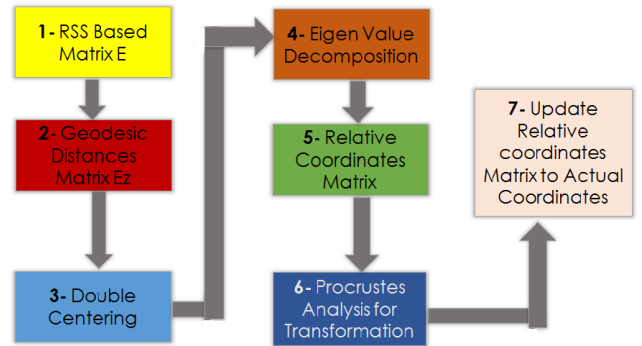 1- RSS Based
Matrix E
2- Geodesic
Distances
Matrix Ez
3- Double
Centering
4- Eigen Value
Decomposition
5- Relative
Coordinates
Matrix
6- Procrustes
Analysis for
Transformation
7- Update
Relative
coordinates
Matrix to Actual
Coordinates